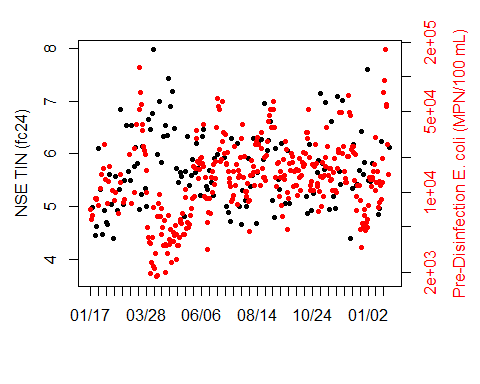 NSE TIN (fc24)
8
7
6
5
4
2e+05
5e+04
1e+04
2e+03
Pre-Disinfection E. coli (MPN/100 mL)
01/17 03/28 06/06 08/14 10/24 01/02